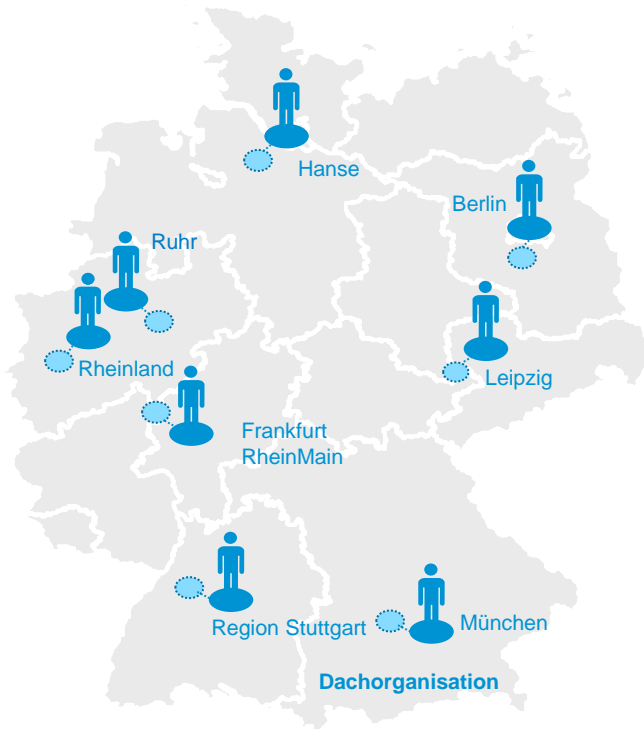 Hanse
Berlin
Ruhr
Rheinland
Leipzig
Frankfurt
RheinMain
Region Stuttgart
München
Dachorganisation